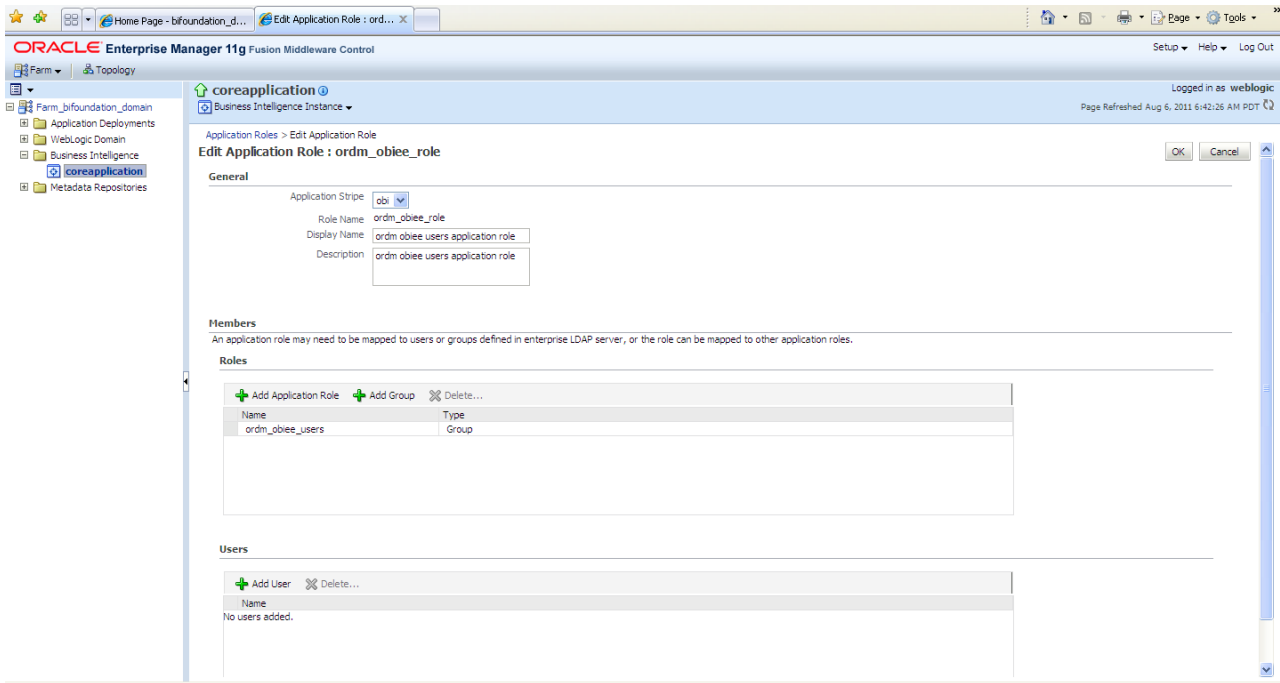 Home Page - bifoundation_d... Edit Application Role : ord... X Page Tools »
ORACLE Enterprise Manager 11g Fusion Middleware Control Setup Help Log Out
Farm Topology
coreapplication Logged in as weblogic
Business Intelligence Instance Page Refreshed Aug 6, 2011 6:42:26 AM PDT
Farm_bifoundation_domain
Application Deployments
WebLogic Domain
Business Intelligence
coreapplication
Metadata Repositories
Application Roles > Edit Application Role
Edit Application Role : ordm_obiee_role OK Cancel
General
Application Stripe obi
Role Name ordm_obiee_role
Display Name ordm obiee users application role
Description ordm obiee users application role
Members
An application role may need to be mapped to users or groups defined in enterprise LDAP server, or the role can be mapped to other application roles.
Roles
Add Application Role Add Group Delete...
Name Type
ordm_obiee_users Group
Users
Add User Delete...
Name
No users added.